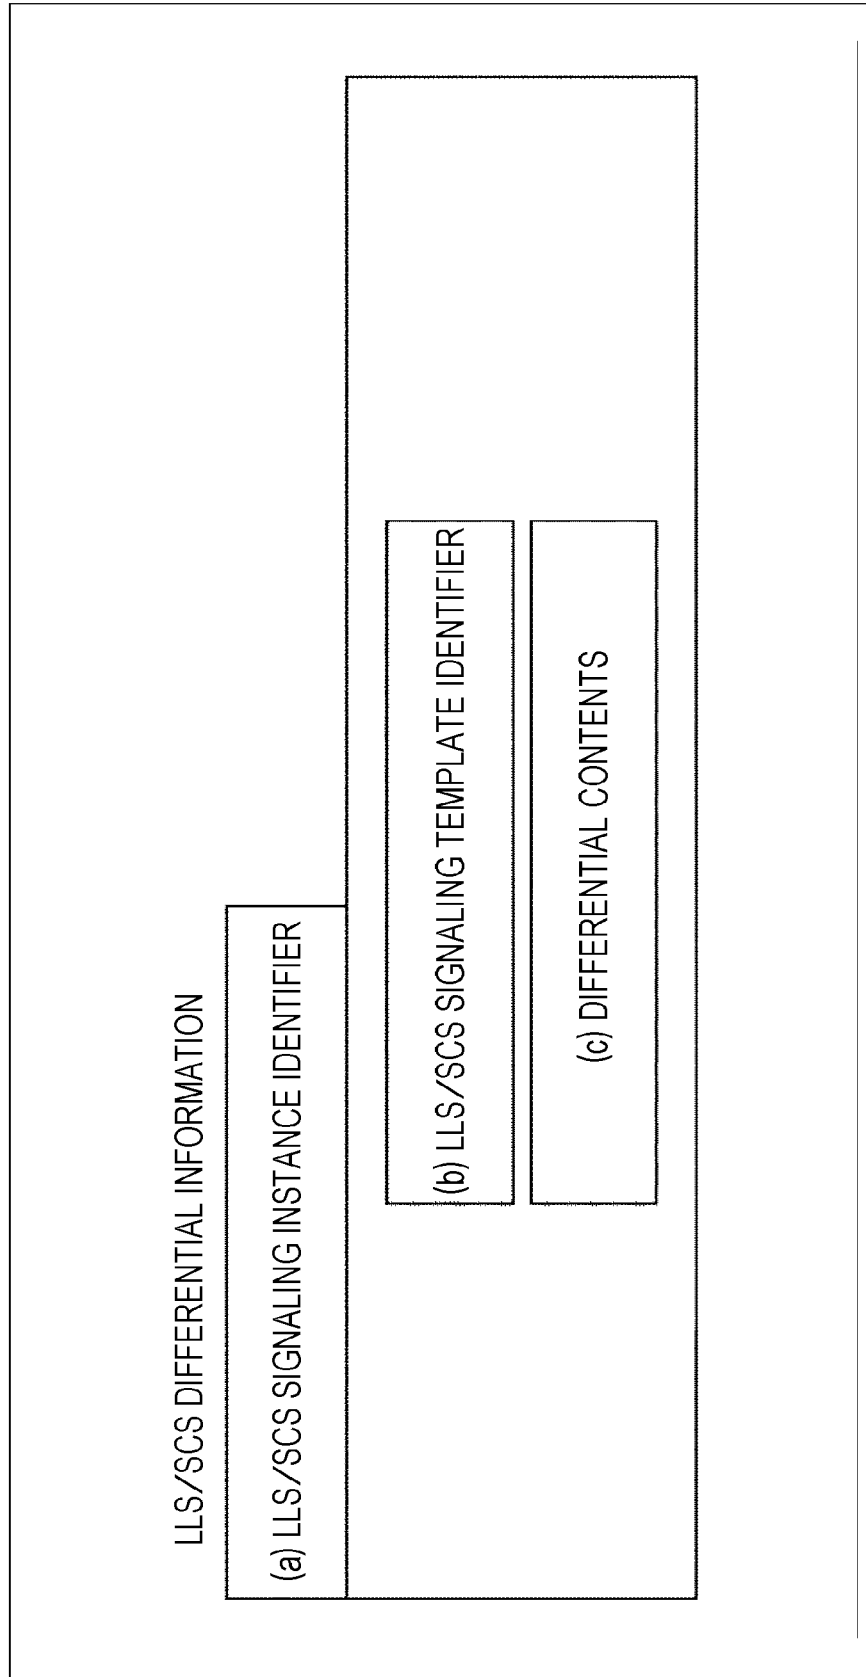 LLS/SCS DIFFERENTIAL INFORMATION
(a) LLS/SCS SIGNALING INSTANCE IDENTIFIER
(b) LLS/SCS SIGNALING TEMPLATE IDENTIFIER
(c) DIFFERENTIAL CONTENTS